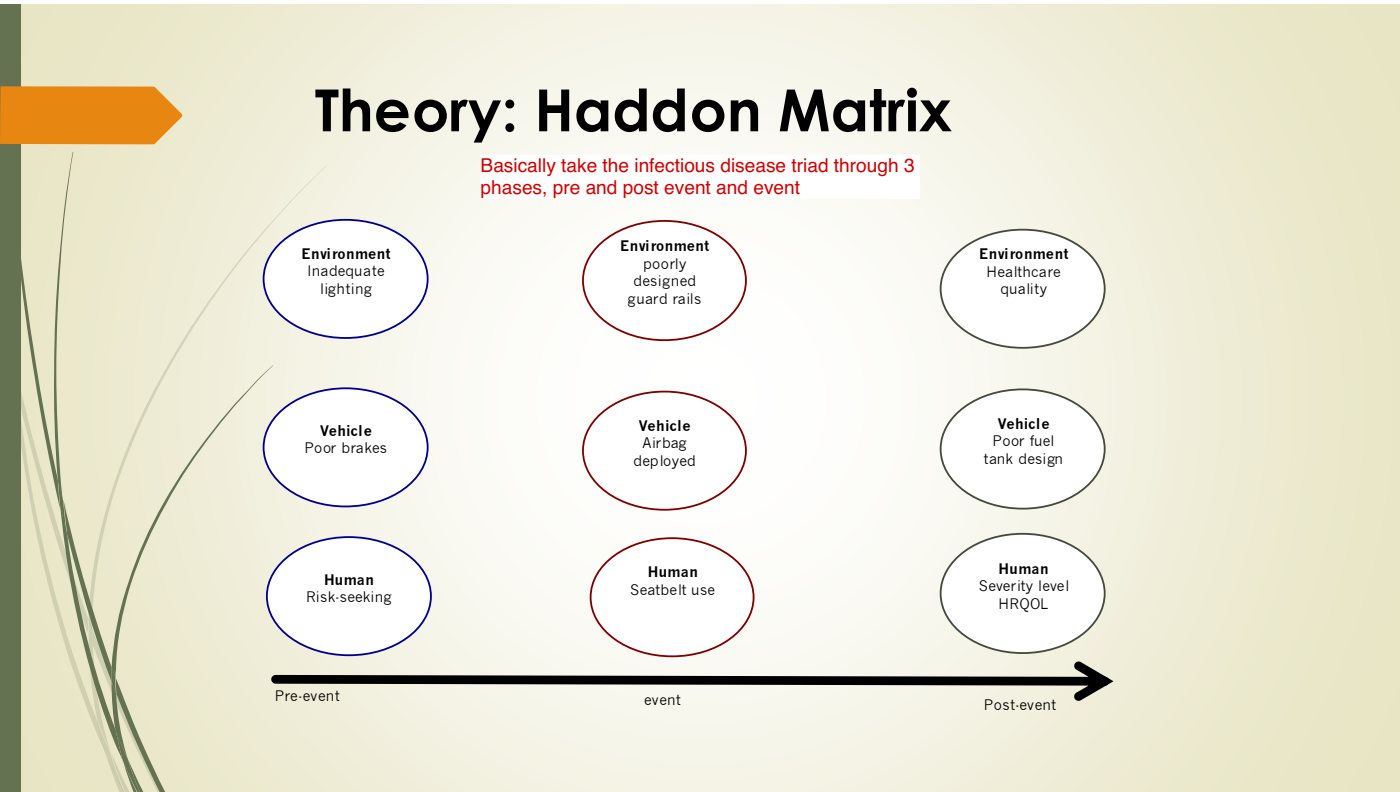 Theory: Haddon Matrix
Basically take the infectious disease triad through 3
phases, pre and post event and event
Environment
Inadequate
lighting
Environment
poorly
designed
guard rails
Environment
Healthcare
quality
Vehicle
Poor brakes
Vehicle
Airbag
deployed
Vehicle
Poor fuel
tank design
Human
Risk-seeking
Human
Seatbelt use
Human
Severity level
HRQOL
Pre-event
event
Post-event